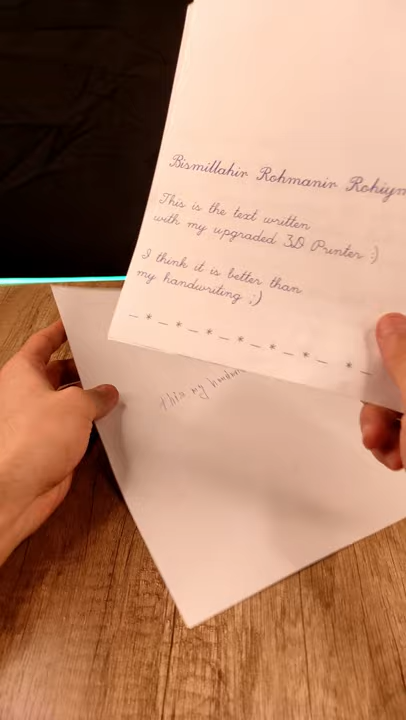 Bismillahir Rohmanir Rohiym
This is the text written
with my upgraded 3D Printer :)
I think it is better than
my handwriting ;)
_ * _ * _ * _ * _ * _ * _ * _ * _
my